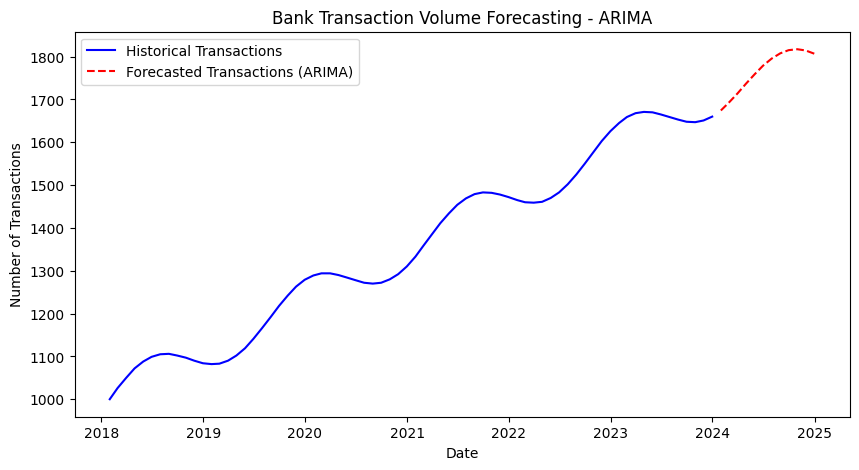 Bank Transaction Volume Forecasting - ARIMA
Historical Transactions
Forecasted Transactions (ARIMA)
Number of Transactions
1800
1700
1600
1500
1400
1300
1200
1100
1000
2018 2019 2020 2021 2022 2023 2024 2025
Date